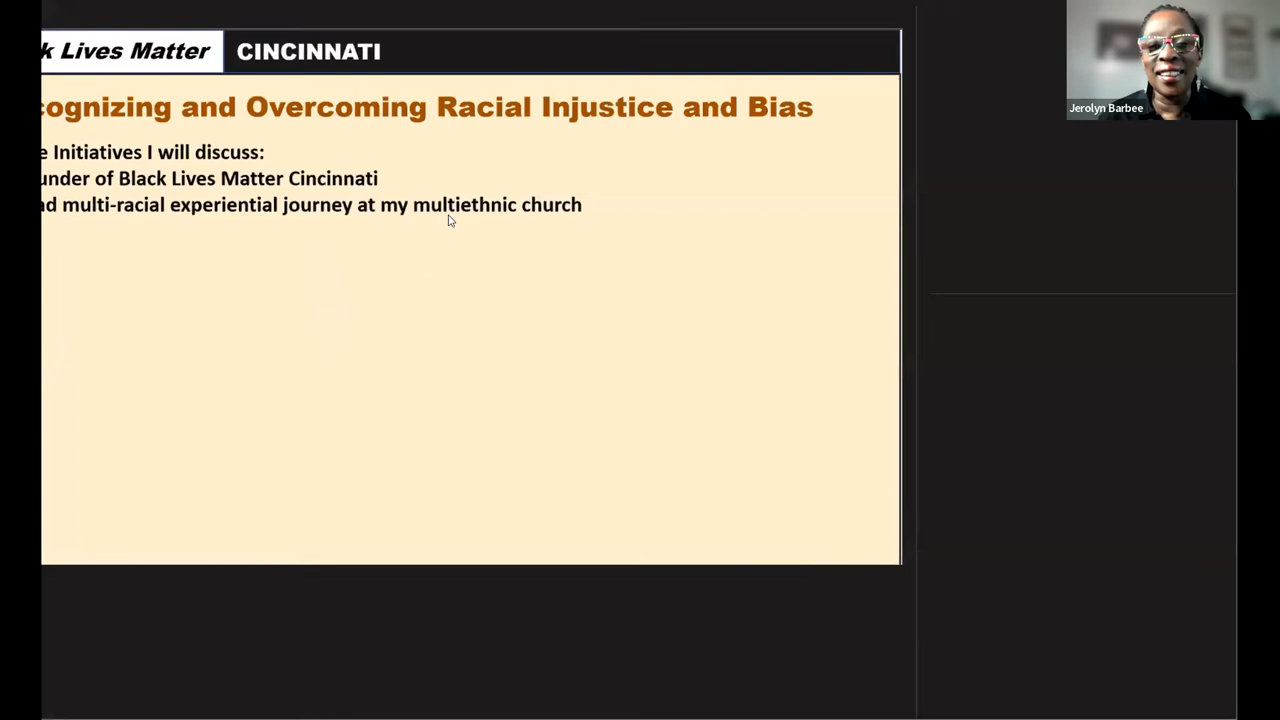 k Lives Matter CINCINNATI
cognizing and Overcoming Racial Injustice and Bias
e Initiatives I will discuss:
under of Black Lives Matter Cincinnati
ad multi-racial experiential journey at my multiethnic church
Jerolyn Barbee